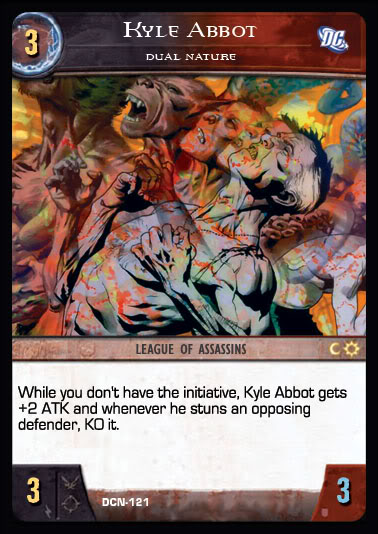 3
KYLE ABBOT
DC
DUAL NATURE
LEAGUE OF ASSASSINS
While you don't have the initiative, Kyle Abbot gets
+2 ATK and whenever he stuns an opposing
defender, KO it.
3
DCN-121
3